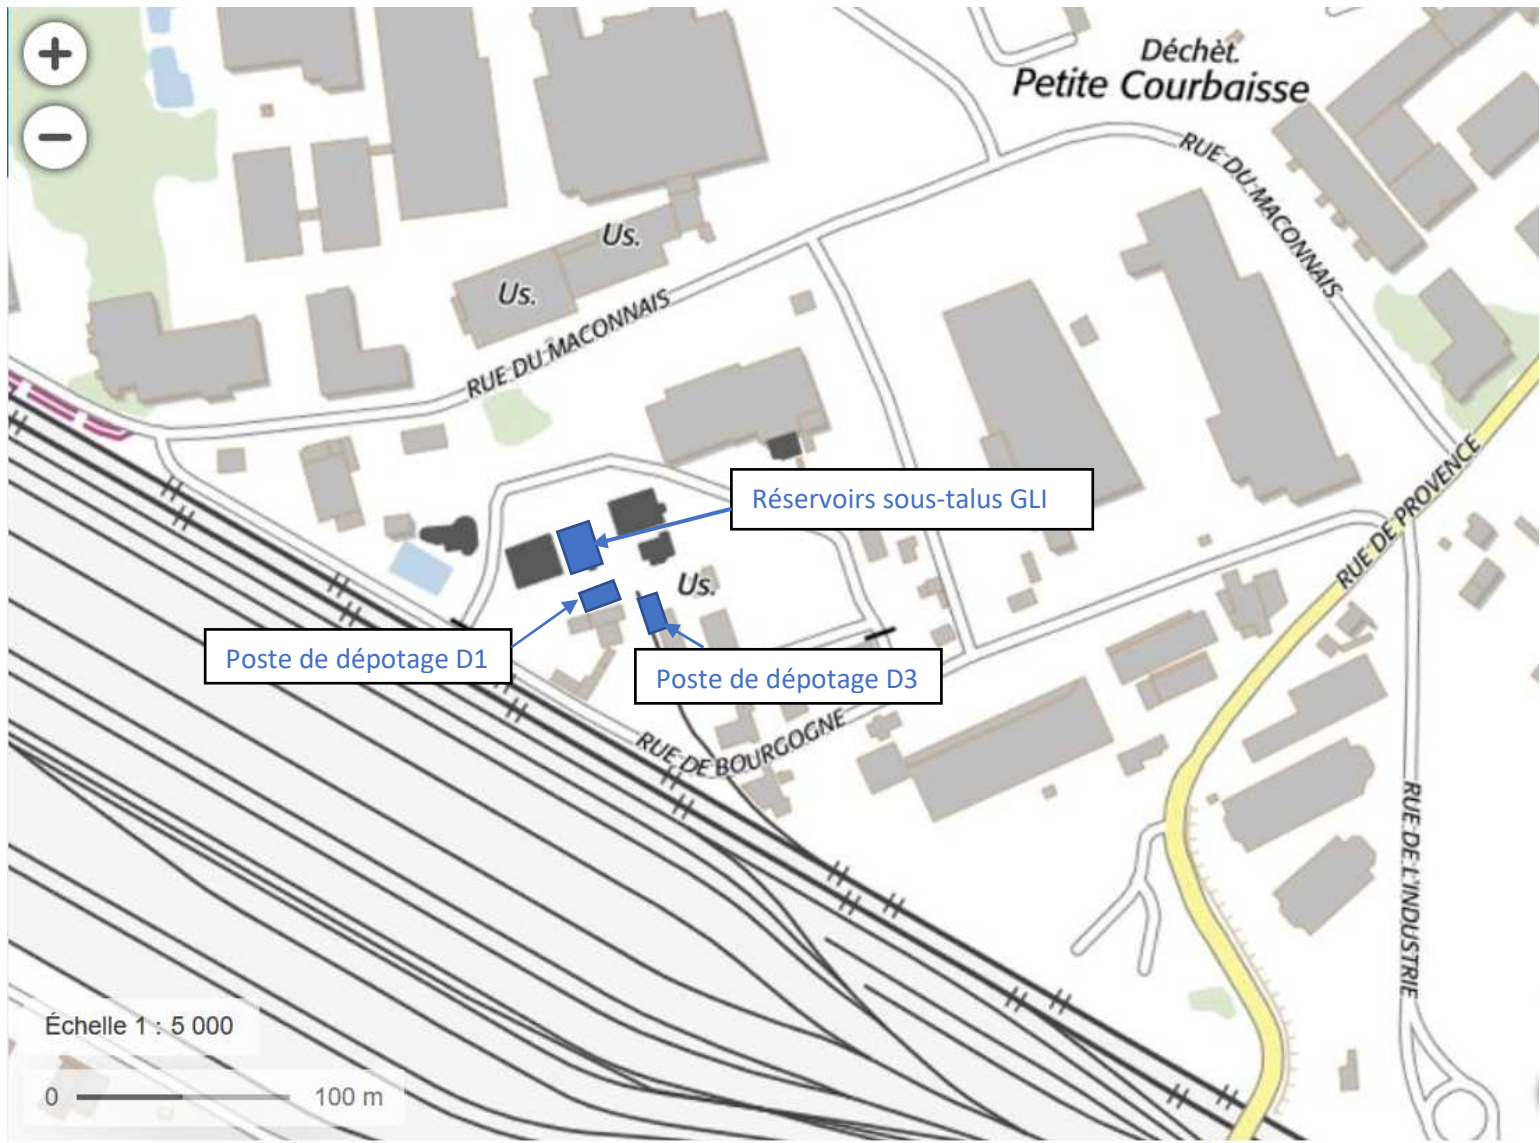 +
−
Déchèt.
Petite Courbaisse
RUE DU MACONNAIS
Us.
Us.
RUE DU MACONNAIS
Réservoirs sous-talus GLI
RUE DE PROVENCE
Us.
Poste de dépotage D1
Poste de dépotage D3
RUE DE BOURGOGNE
RUE DE L'INDUSTRIE
Échelle 1 : 5 000
0 100 m